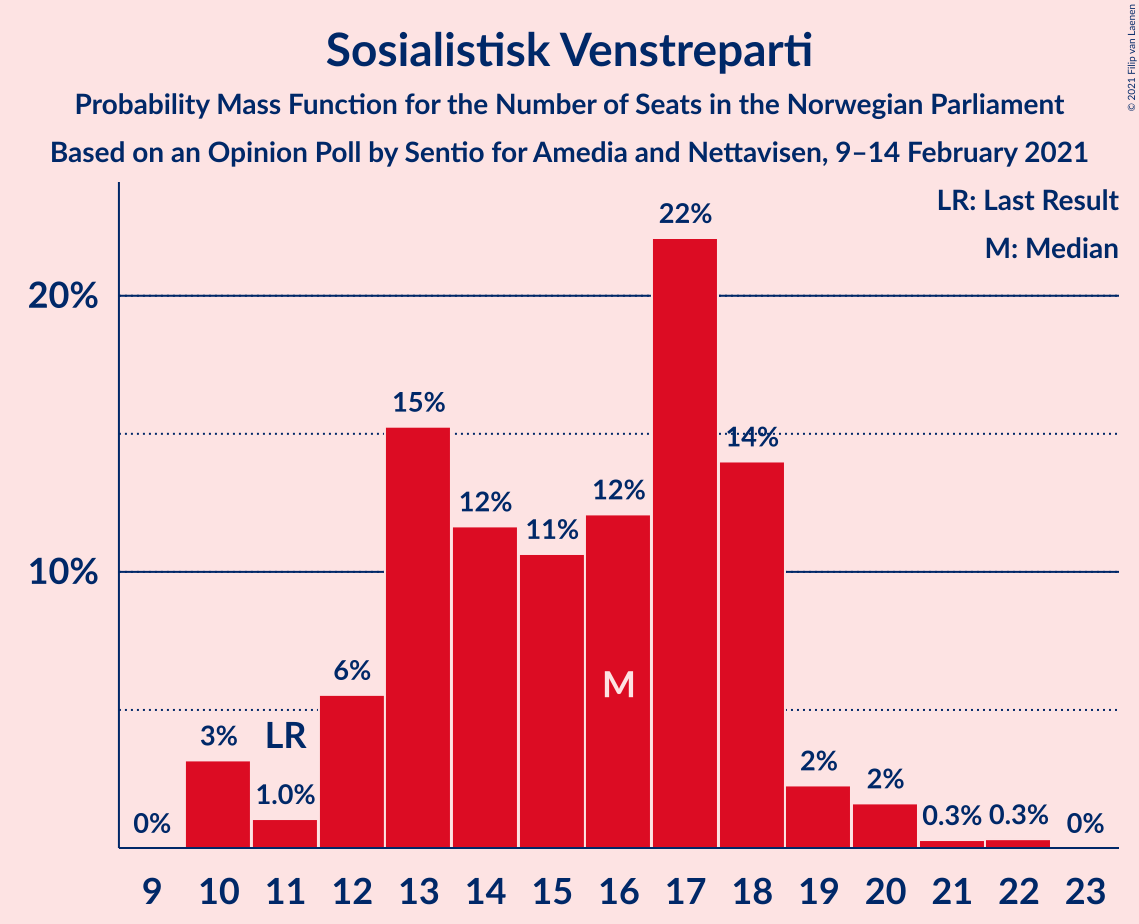 Sosialistisk Venstreparti
Probability Mass Function for the Number of Seats in the Norwegian Parliament
Based on an Opinion Poll by Sentio for Amedia and Nettavisen, 9–14 February 2021
© 2021 Filip van Laenen
LR: Last Result
M: Median
20%
10%
0%
3%
LR
1.0%
6%
15%
12%
11%
12%
M
22%
14%
2%
2%
0.3%
0.3%
0%
9 10 11 12 13 14 15 16 17 18 19 20 21 22 23